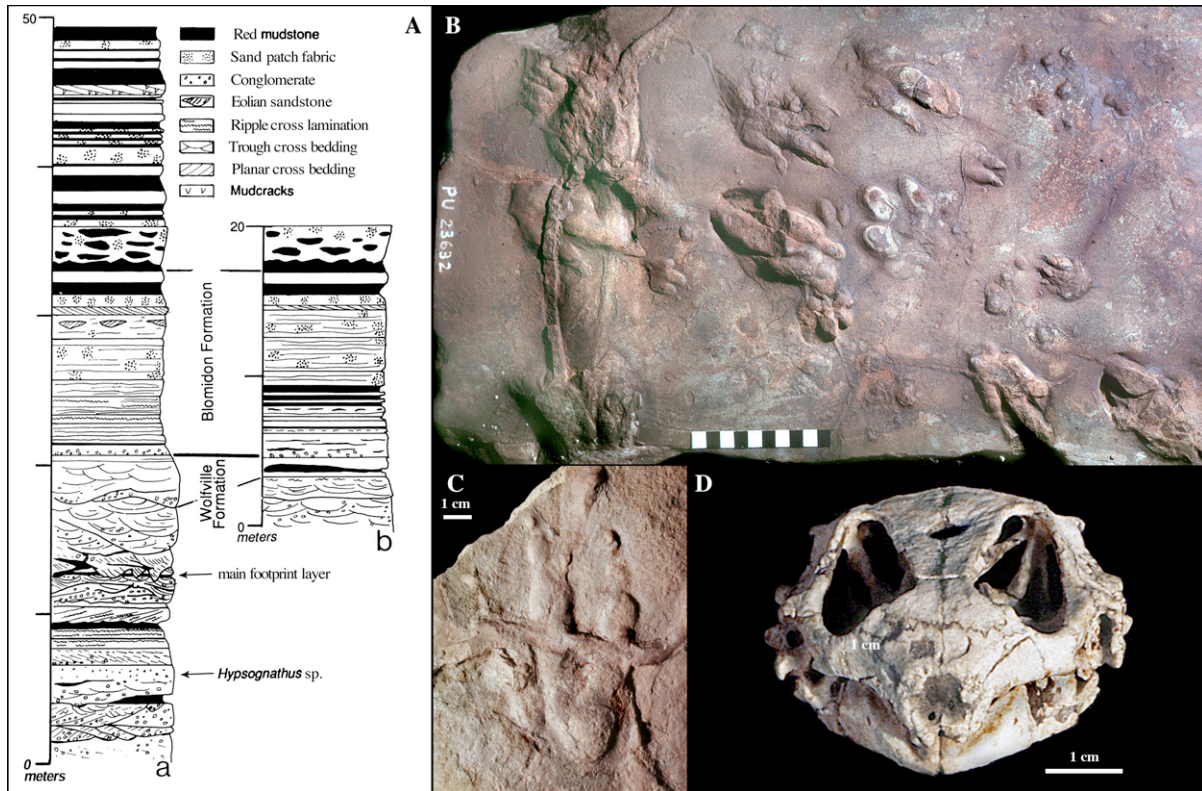 50
A
Red mudstone
Sand patch fabric
Conglomerate
Eolian sandstone
Ripple cross lamination
Trough cross bedding
Planar cross bedding
Mudcracks
20
Blomidon Formation
Wolfville
Formation
0
meters
b
main footprint layer
Hypsognathus sp.
0
meters
a
B
PU 23632
C
1 cm
D
1 cm
1 cm